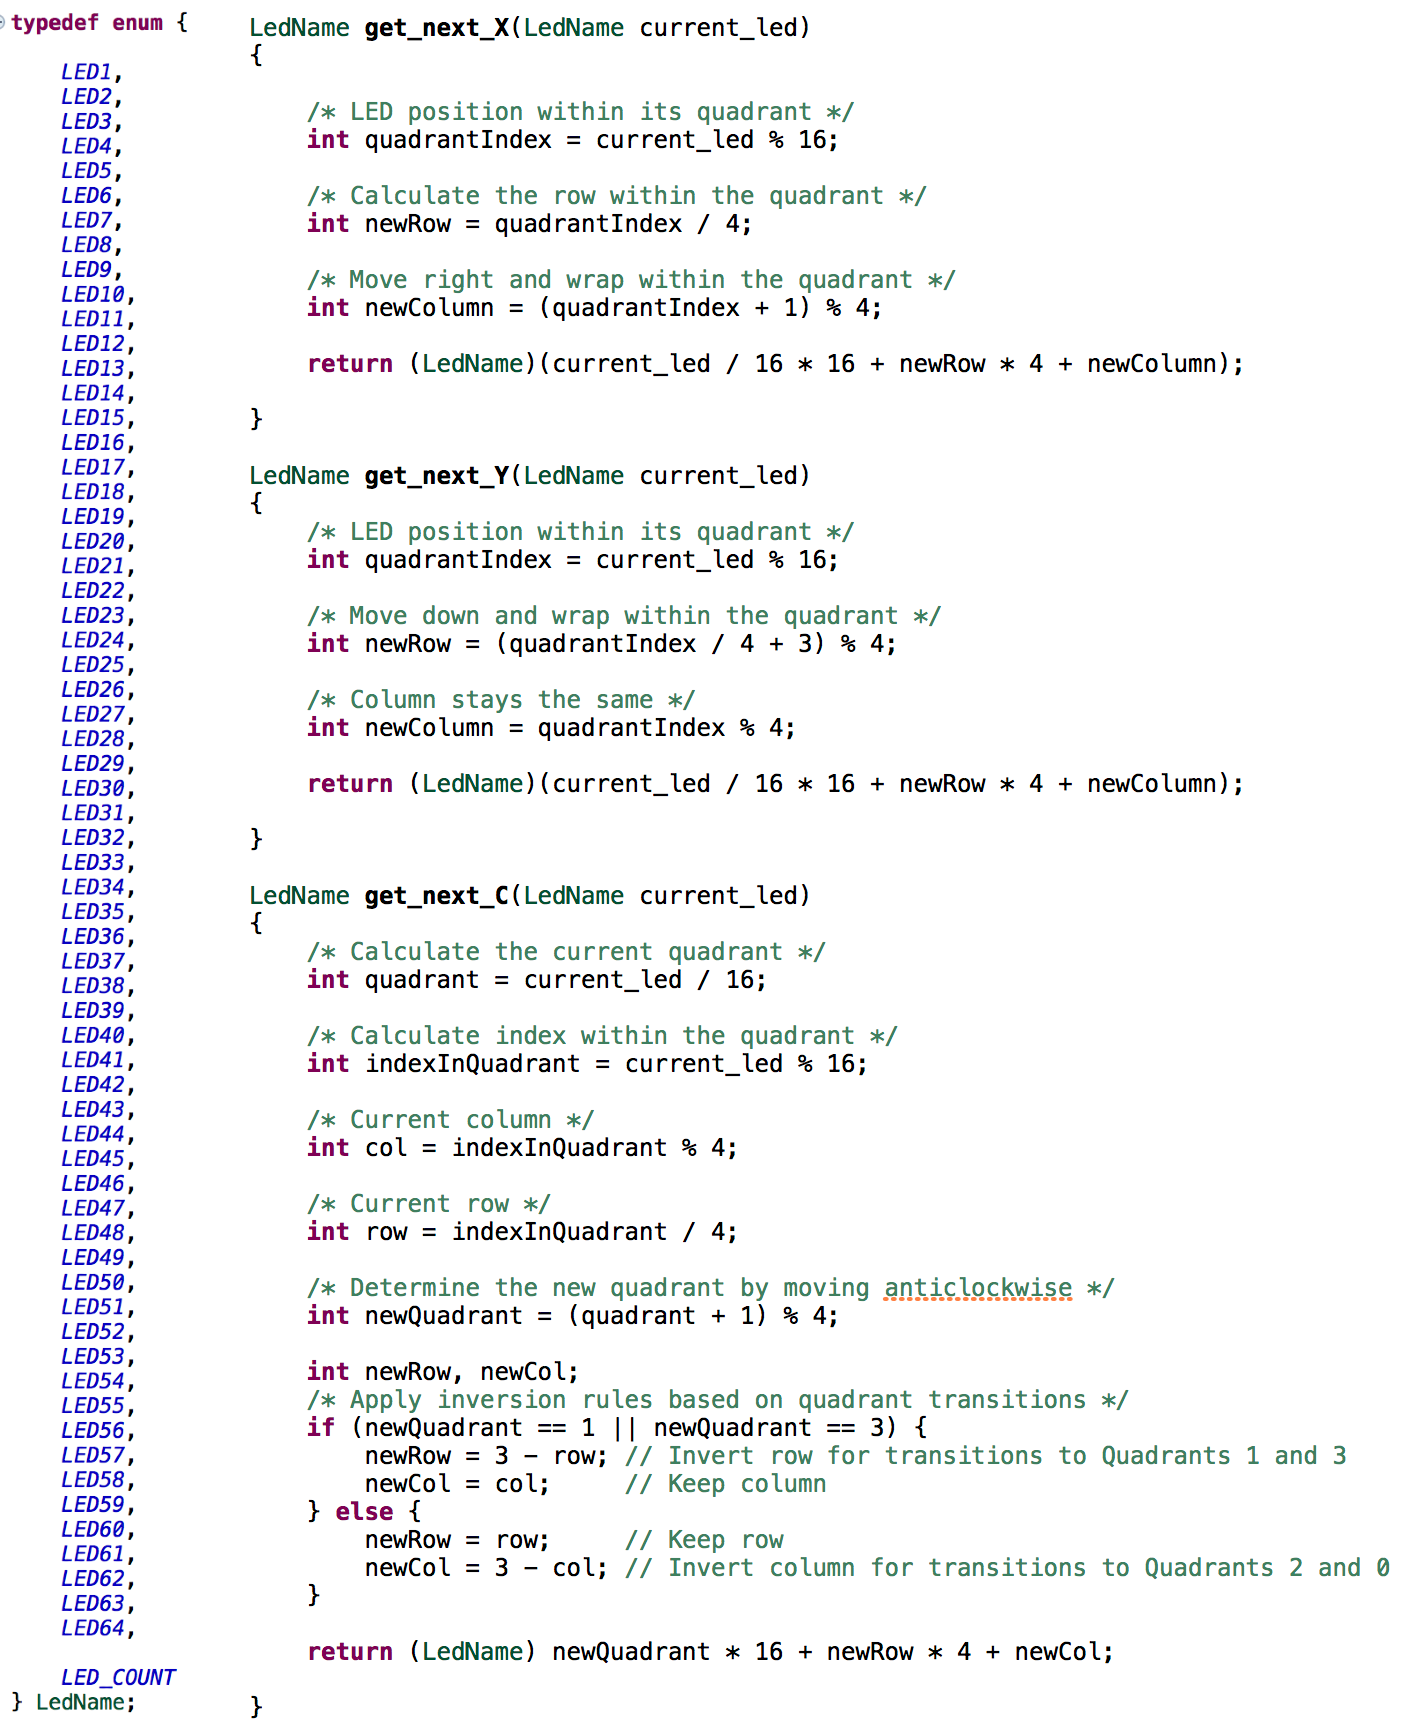 typedef enum {
LED1,
LED2,
LED3,
LED4,
LED5,
LED6,
LED7,
LED8,
LED9,
LED10,
LED11,
LED12,
LED13,
LED14,
LED15,
LED16,
LED17,
LED18,
LED19,
LED20,
LED21,
LED22,
LED23,
LED24,
LED25,
LED26,
LED27,
LED28,
LED29,
LED30,
LED31,
LED32,
LED33,
LED34,
LED35,
LED36,
LED37,
LED38,
LED39,
LED40,
LED41,
LED42,
LED43,
LED44,
LED45,
LED46,
LED47,
LED48,
LED49,
LED50,
LED51,
LED52,
LED53,
LED54,
LED55,
LED56,
LED57,
LED58,
LED59,
LED60,
LED61,
LED62,
LED63,
LED64,
LED_COUNT
} LedName;
LedName get_next_X(LedName current_led)
{
/* LED position within its quadrant */
int quadrantIndex = current_led % 16;
/* Calculate the row within the quadrant */
int newRow = quadrantIndex / 4;
/* Move right and wrap within the quadrant */
int newColumn = (quadrantIndex + 1) % 4;
return (LedName)(current_led / 16 * 16 + newRow * 4 + newColumn);
}
LedName get_next_Y(LedName current_led)
{
/* LED position within its quadrant */
int quadrantIndex = current_led % 16;
/* Move down and wrap within the quadrant */
int newRow = (quadrantIndex / 4 + 3) % 4;
/* Column stays the same */
int newColumn = quadrantIndex % 4;
return (LedName)(current_led / 16 * 16 + newRow * 4 + newColumn);
}
LedName get_next_C(LedName current_led)
{
/* Calculate the current quadrant */
int quadrant = current_led / 16;
/* Calculate index within the quadrant */
int indexInQuadrant = current_led % 16;
/* Current column */
int col = indexInQuadrant % 4;
/* Current row */
int row = indexInQuadrant / 4;
/* Determine the new quadrant by moving anticlockwise */
int newQuadrant = (quadrant + 1) % 4;
int newRow, newCol;
/* Apply inversion rules based on quadrant transitions */
if (newQuadrant == 1 || newQuadrant == 3) {
newRow = 3 - row; // Invert row for transitions to Quadrants 1 and 3
newCol = col; // Keep column
} else {
newRow = row; // Keep row
newCol = 3 - col; // Invert column for transitions to Quadrants 2 and 0
}
return (LedName) newQuadrant * 16 + newRow * 4 + newCol;
}